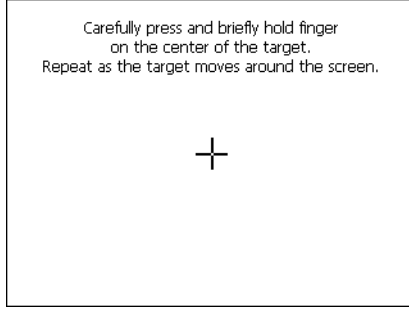 Carefully press and briefly hold finger
on the center of the target.
Repeat as the target moves around the screen.